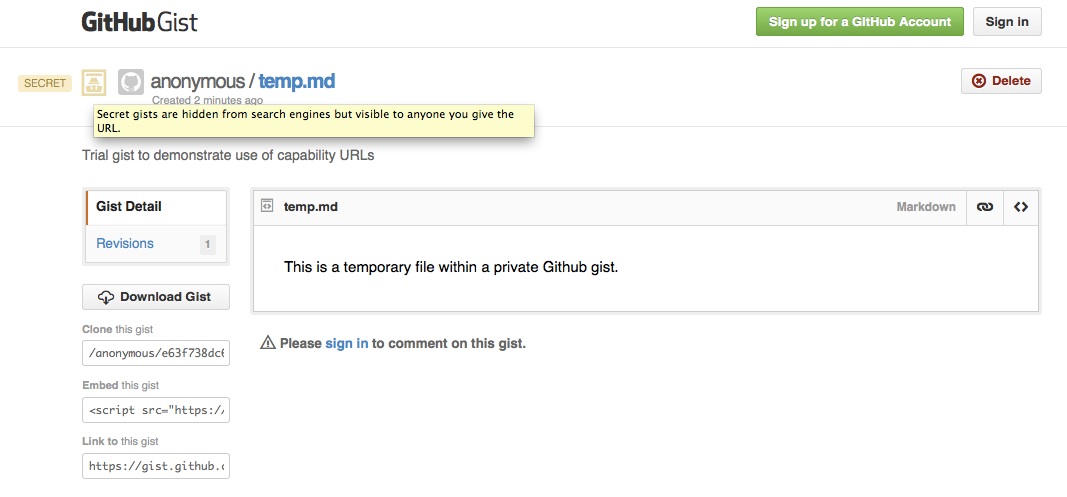 GitHub Gist
Sign up for a GitHub Account
Sign in
SECRET
anonymous / temp.md
Delete
Created 2 minutes ago
Secret gists are hidden from search engines but visible to anyone you give the
URL.
Trial gist to demonstrate use of capability URLs
Gist Detail
Revisions 1
temp.md
Markdown
This is a temporary file within a private Github gist.
Download Gist
Clone this gist
/anonymous/e63f738dc6
Please sign in to comment on this gist.
Embed this gist
<script src="https:/
Link to this gist
https://gist.github.c